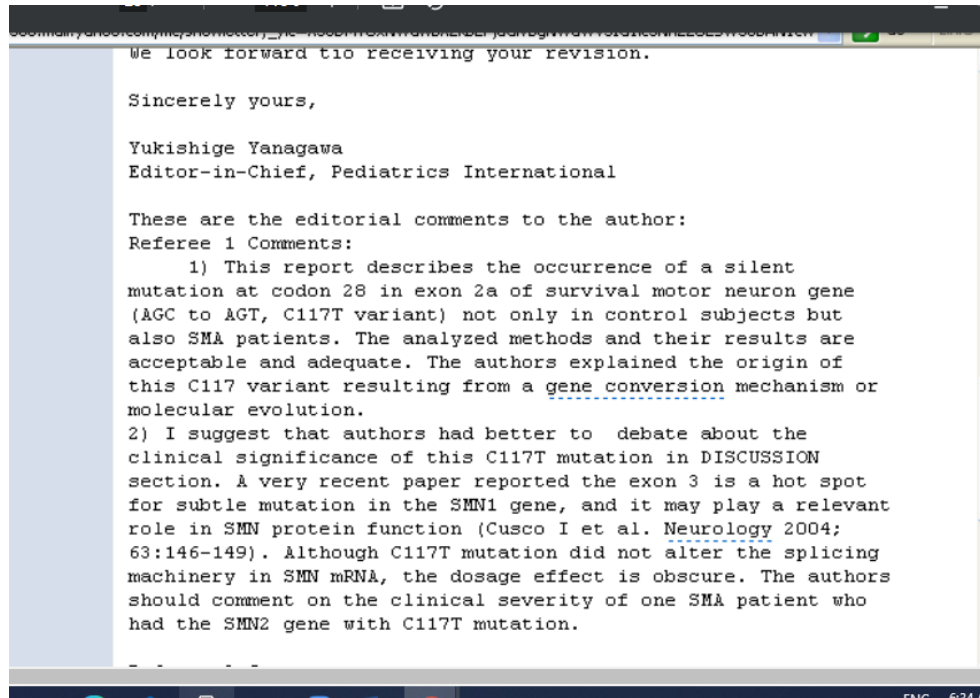 We look forward tio receiving your revision.
Sincerely yours,
Yukishige Yanagawa
Editor-in-Chief, Pediatrics International
These are the editorial comments to the author:
Referee 1 Comments:
1) This report describes the occurrence of a silent
mutation at codon 28 in exon 2a of survival motor neuron gene
(AGC to AGT, C117T variant) not only in control subjects but
also SMA patients. The analyzed methods and their results are
acceptable and adequate. The authors explained the origin of
this C117 variant resulting from a gene conversion mechanism or
molecular evolution.
2) I suggest that authors had better to  debate about the
clinical significance of this C117T mutation in DISCUSSION
section. A very recent paper reported the exon 3 is a hot spot
for subtle mutation in the SMN1 gene, and it may play a relevant
role in SMN protein function (Cusco I et al. Neurology 2004;
63:146-149). Although C117T mutation did not alter the splicing
machinery in SMN mRNA, the dosage effect is obscure. The authors
should comment on the clinical severity of one SMA patient who
had the SMN2 gene with C117T mutation.